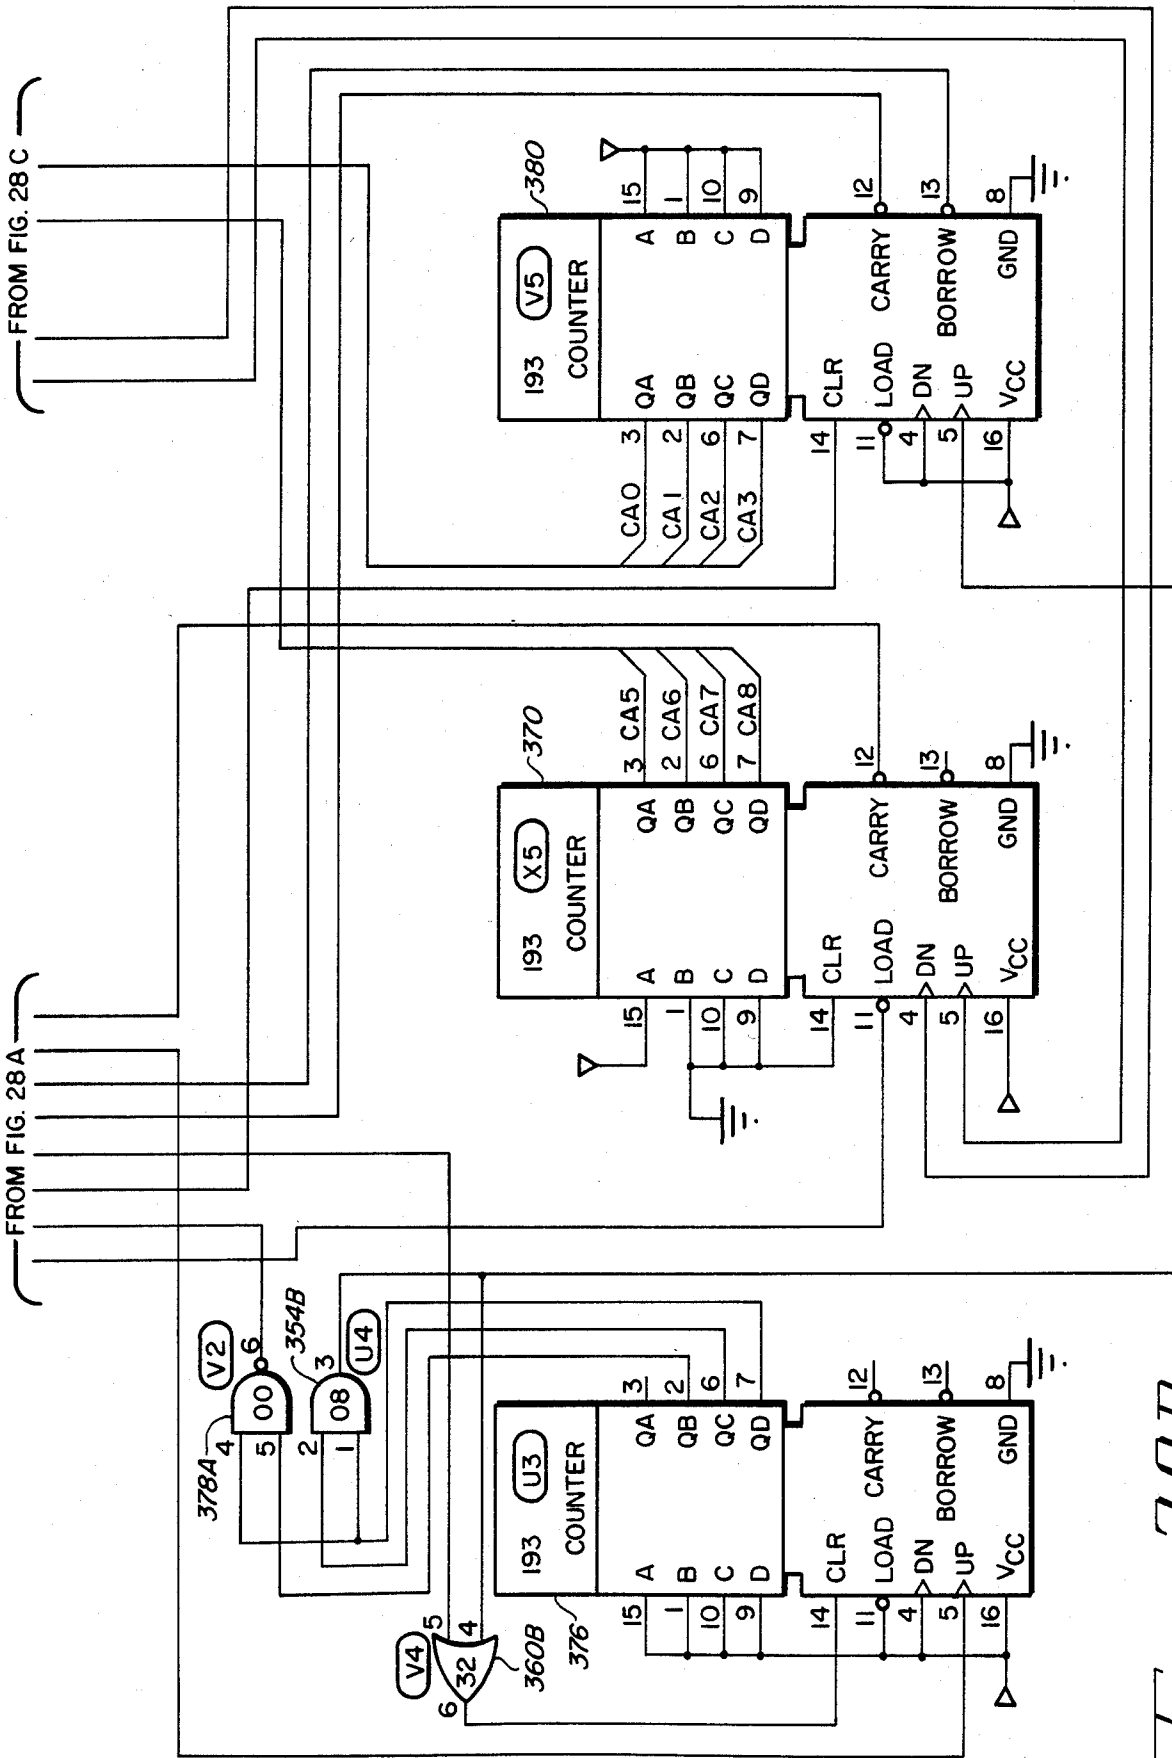 FROM FIG. 28A
FROM FIG. 28C
378A
V2
4
5
00
6
354B
2
1
08
3
U4
V4
5
4
32
6
360B
376
193
U3
COUNTER
15 A
1 B
10 C
9 D
QA 3
QB 2
QC 6
QD 7
14 CLR
11 LOAD
4 DN
5 UP
16 VCC
CARRY 12
BORROW 13
GND 8
370
193
X5
COUNTER
15 A
1 B
10 C
9 D
QA 3 CA5
QB 2 CA6
QC 6 CA7
QD 7 CA8
14 CLR
11 LOAD
4 DN
5 UP
16 VCC
CARRY 12
BORROW 13
GND 8
380
193
V5
COUNTER
CA0 3 QA
CA1 2 QB
CA2 6 QC
CA3 7 QD
A 15
B 1
C 10
D 9
14 CLR
11 LOAD
4 DN
5 UP
16 VCC
CARRY 12
BORROW 13
GND 8